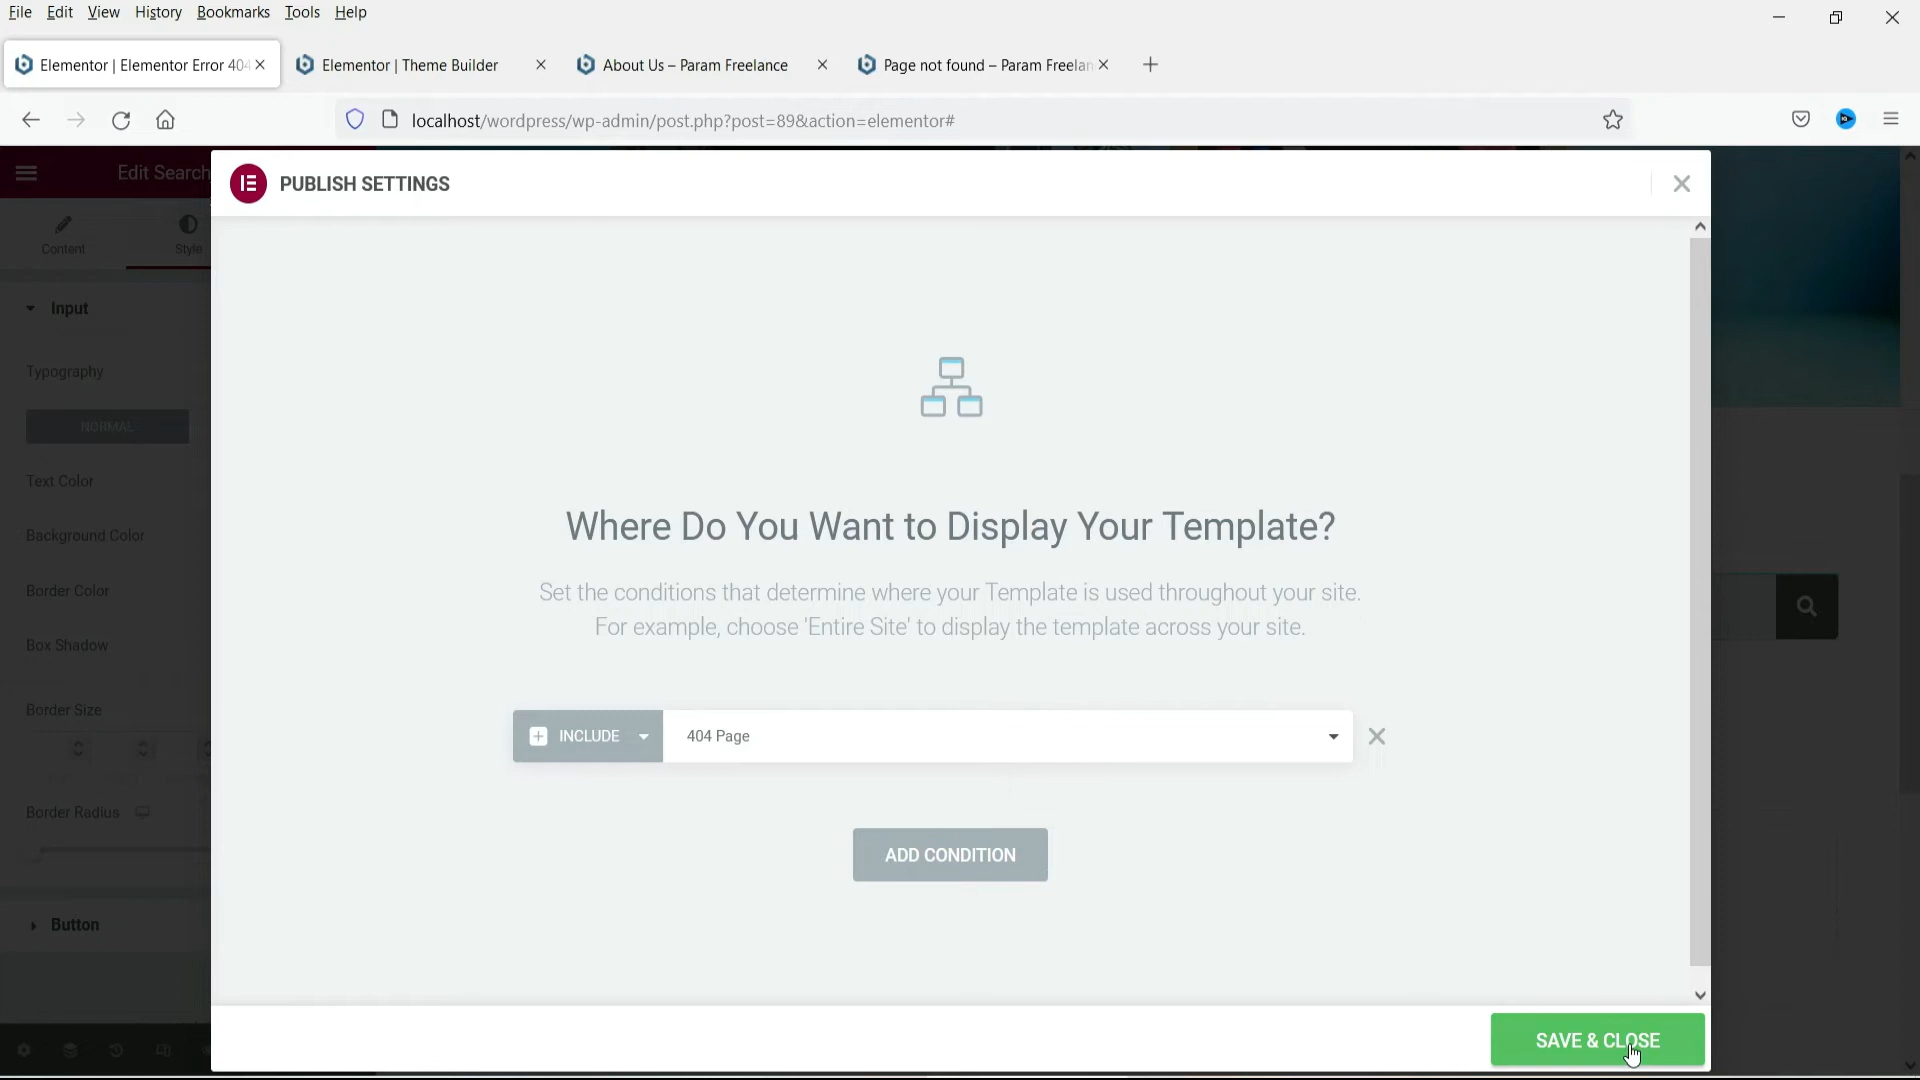 File Edit View History Bookmarks Tools Help
Elementor | Elementor Error 404
Elementor | Theme Builder
About Us – Param Freelance
Page not found – Param Freelan
localhost/wordpress/wp-admin/post.php?post=89&action=elementor#
Edit Search
PUBLISH SETTINGS
Content
Style
Input
Typography
NORMAL
Text Color
Background Color
Border Color
Box Shadow
Border Size
Border Radius
Button
Where Do You Want to Display Your Template?
Set the conditions that determine where your Template is used throughout your site.
For example, choose 'Entire Site' to display the template across your site.
INCLUDE
404 Page
ADD CONDITION
SAVE & CLOSE